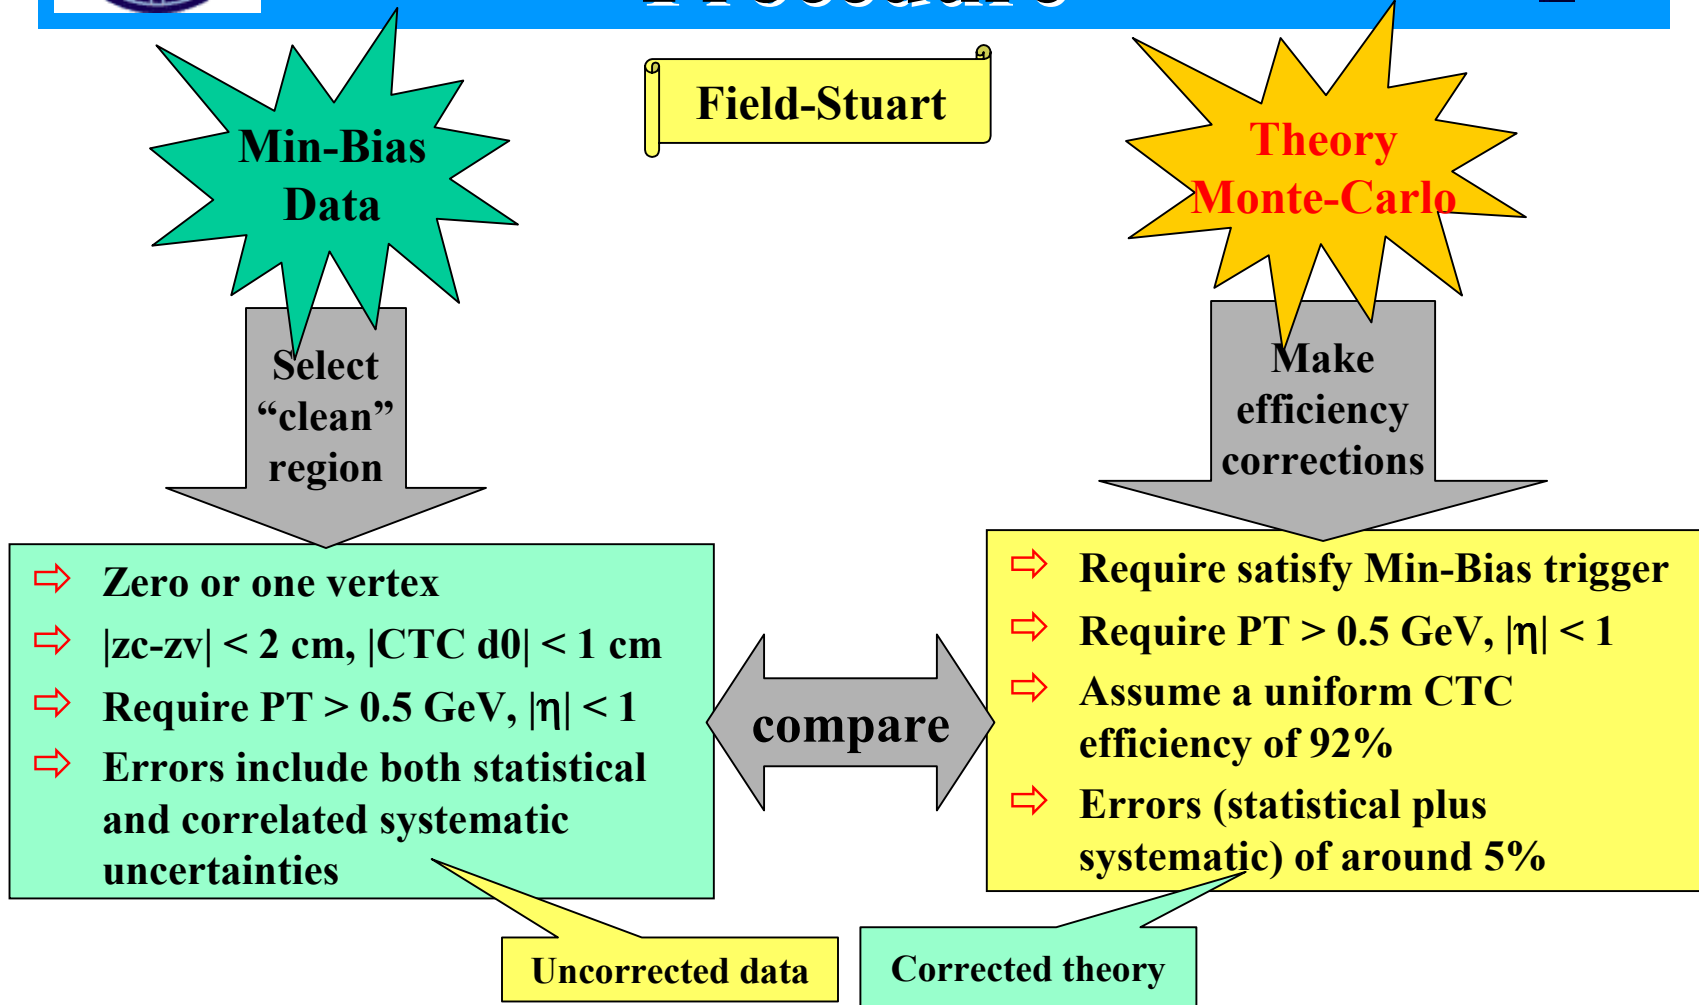 Procedure
Field-Stuart
Min-Bias
Data
Theory
Monte-Carlo
Select
“clean”
region
Make
efficiency
corrections
⇨ Zero or one vertex
⇨ |zc-zv| < 2 cm, |CTC d0| < 1 cm
⇨ Require PT > 0.5 GeV, |η| < 1
⇨ Errors include both statistical
and correlated systematic
uncertainties
compare
⇨ Require satisfy Min-Bias trigger
⇨ Require PT > 0.5 GeV, |η| < 1
⇨ Assume a uniform CTC
efficiency of 92%
⇨ Errors (statistical plus
systematic) of around 5%
Uncorrected data
Corrected theory